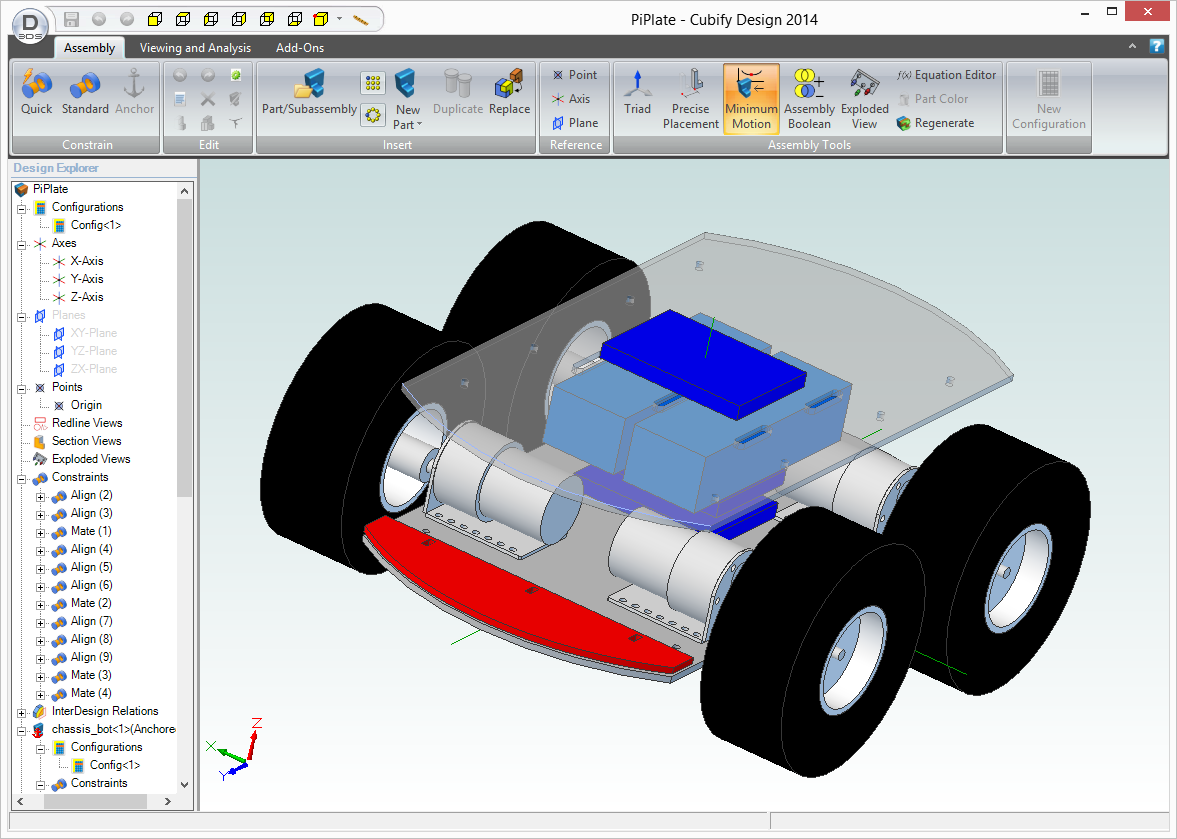 PiPlate - Cubify Design 2014
D
SOS
Assembly Viewing and Analysis Add-Ons
Quick Standard Anchor
Constrain
Edit
Part/Subassembly New Part Duplicate Replace
Insert
Point
Axis
Plane
Reference
Triad Precise Placement Minimum Motion Assembly Boolean Exploded View
f(x) Equation Editor
Part Color
Regenerate
Assembly Tools
New Configuration
Design Explorer
PiPlate
Configurations
Config<1>
Axes
X-Axis
Y-Axis
Z-Axis
Planes
XY-Plane
YZ-Plane
ZX-Plane
Points
Origin
Redline Views
Section Views
Exploded Views
Constraints
Align (2)
Align (3)
Mate (1)
Align (4)
Align (5)
Align (6)
Mate (2)
Align (7)
Align (8)
Align (9)
Mate (3)
Mate (4)
InterDesign Relations
chassis_bot<1>(Anchore
Configurations
Config<1>
Constraints
Z
X
Y